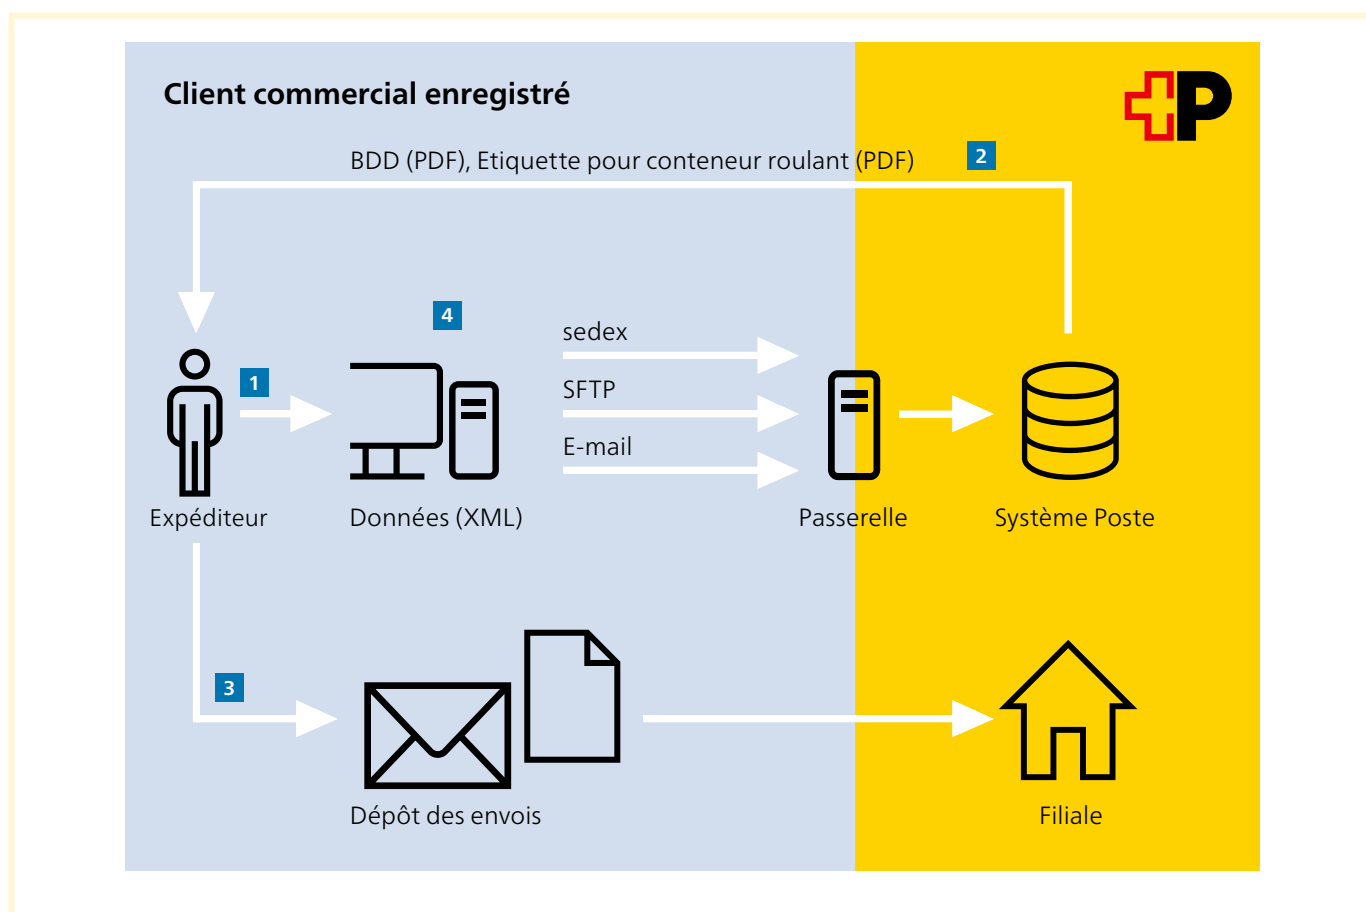 Client commercial enregistré
P
BDD (PDF), Etiquette pour conteneur roulant (PDF)
2
4
sedex
1
SFTP
E-mail
Expéditeur
Données (XML)
Passerelle
Système Poste
3
Dépôt des envois
Filiale